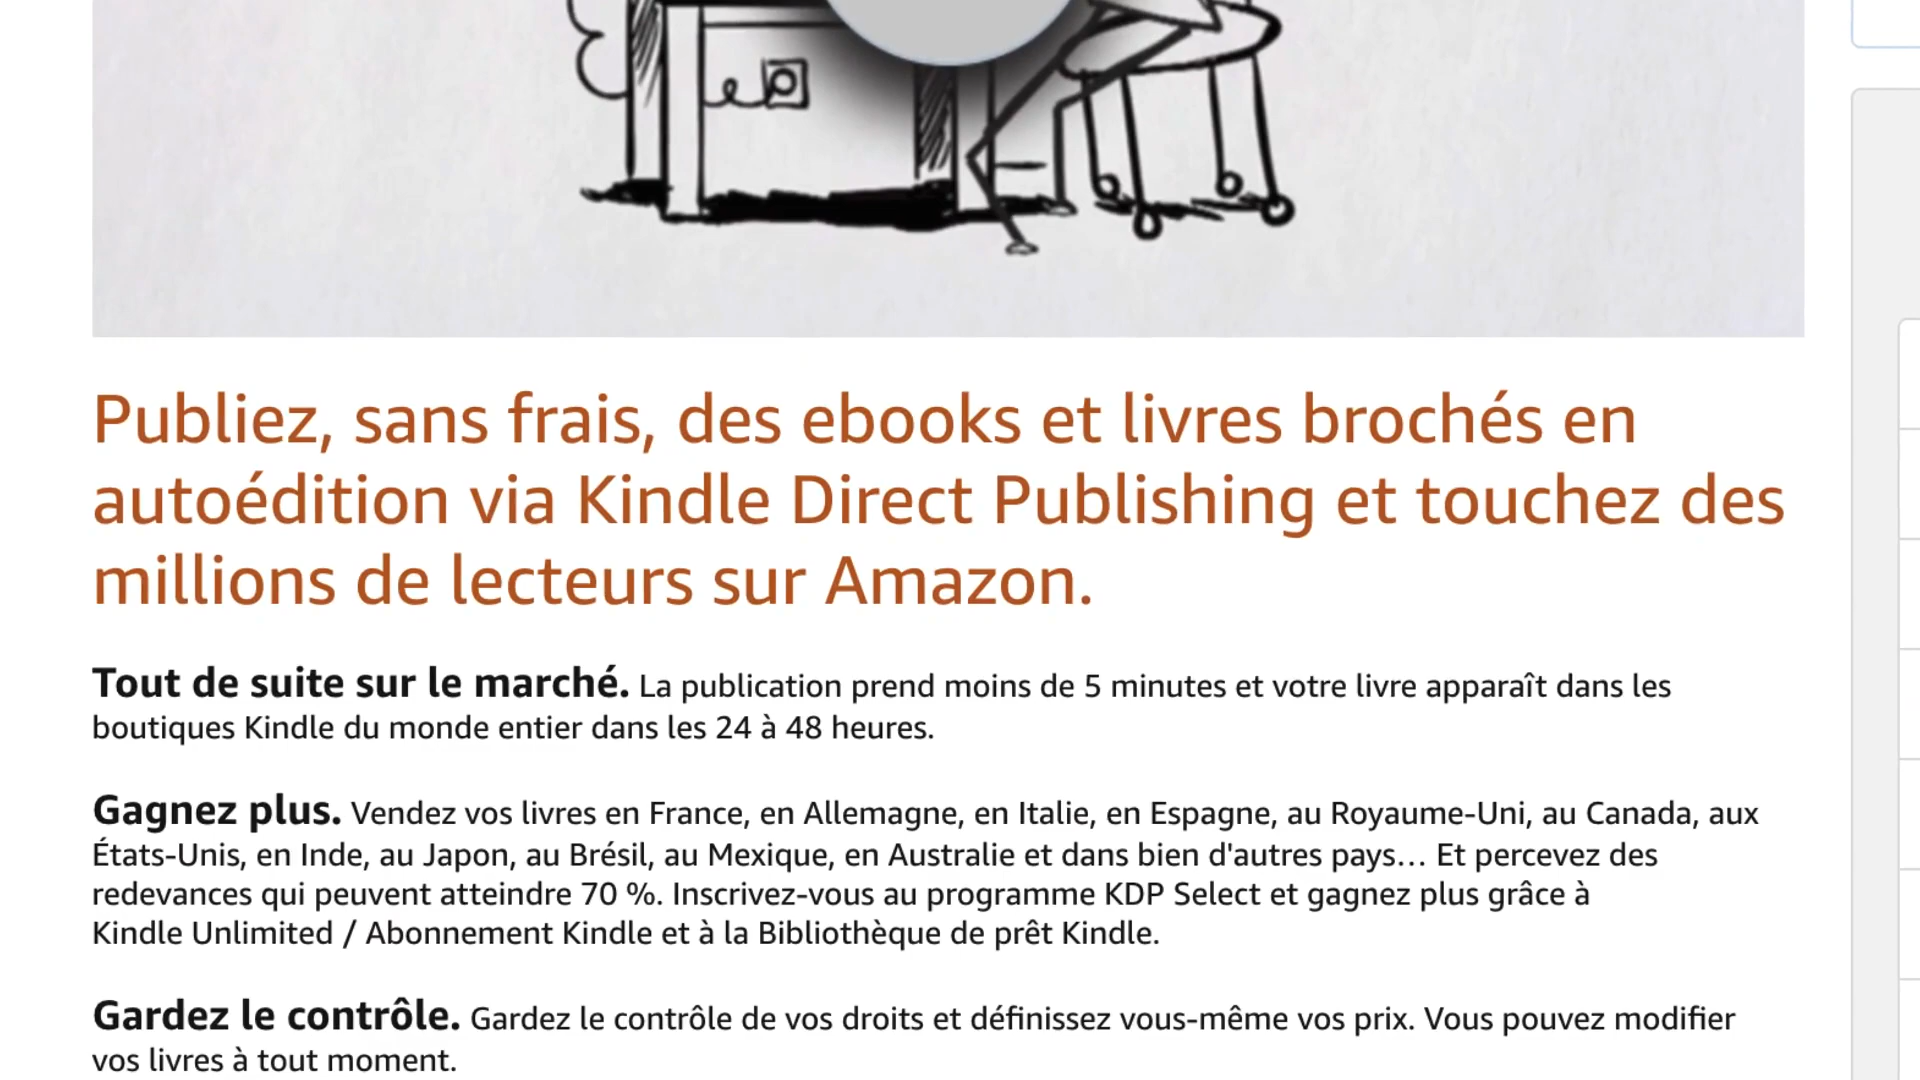 Publiez, sans frais, des ebooks et livres brochés en
autoédition via Kindle Direct Publishing et touchez des
millions de lecteurs sur Amazon.
Tout de suite sur le marché. La publication prend moins de 5 minutes et votre livre apparaît dans les
boutiques Kindle du monde entier dans les 24 à 48 heures.
Gagnez plus. Vendez vos livres en France, en Allemagne, en Italie, en Espagne, au Royaume-Uni, au Canada, aux
États-Unis, en Inde, au Japon, au Brésil, au Mexique, en Australie et dans bien d'autres pays… Et percevez des
redevances qui peuvent atteindre 70 %. Inscrivez-vous au programme KDP Select et gagnez plus grâce à
Kindle Unlimited / Abonnement Kindle et à la Bibliothèque de prêt Kindle.
Gardez le contrôle. Gardez le contrôle de vos droits et définissez vous-même vos prix. Vous pouvez modifier
vos livres à tout moment.